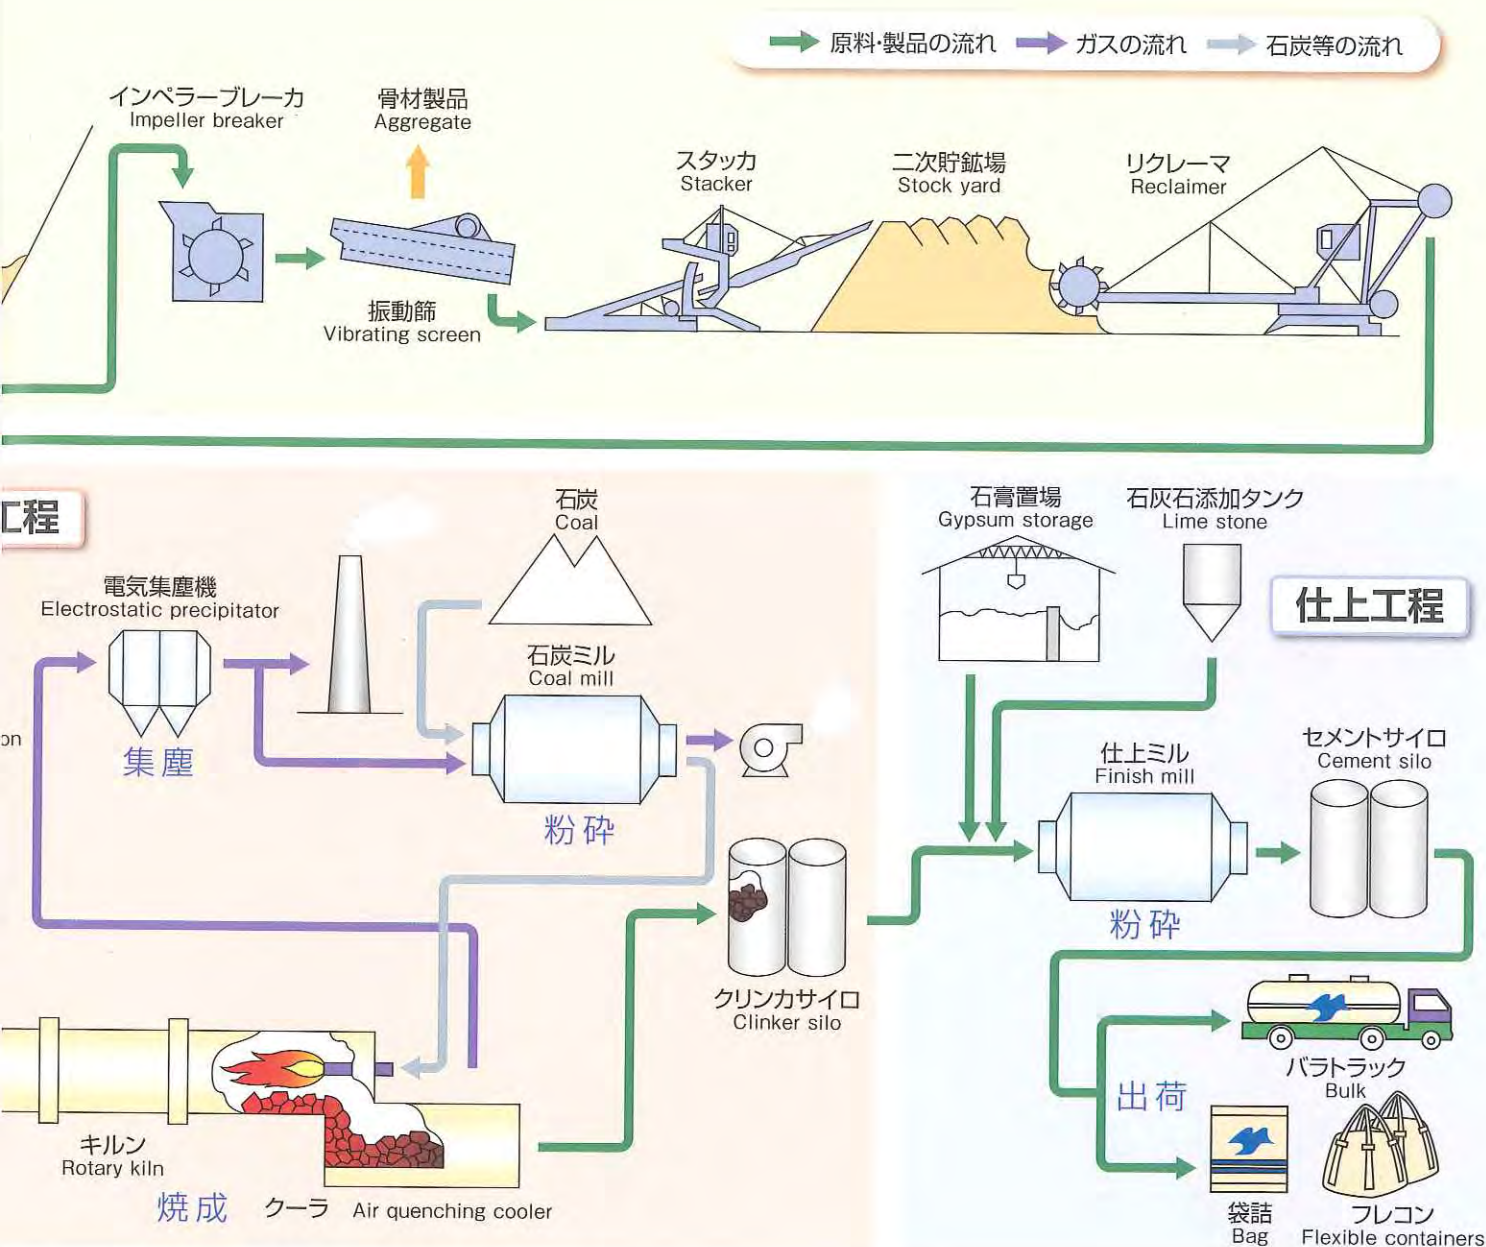 原料・製品の流れ ガスの流れ 石炭等の流れ
インペラーブレーカ
Impeller breaker
骨材製品
Aggregate
振動篩
Vibrating screen
スタッカ
Stacker
二次貯鉱場
Stock yard
リクレーマ
Reclaimer
工程
石炭
Coal
電気集塵機
Electrostatic precipitator
集塵
on
石炭ミル
Coal mill
粉砕
クリンカサイロ
Clinker silo
キルン
Rotary kiln
焼成
クーラ Air quenching cooler
石膏置場
Gypsum storage
石灰石添加タンク
Lime stone
仕上工程
仕上ミル
Finish mill
粉砕
セメントサイロ
Cement silo
バラトラック
Bulk
出荷
袋詰
Bag
フレコン
Flexible containers